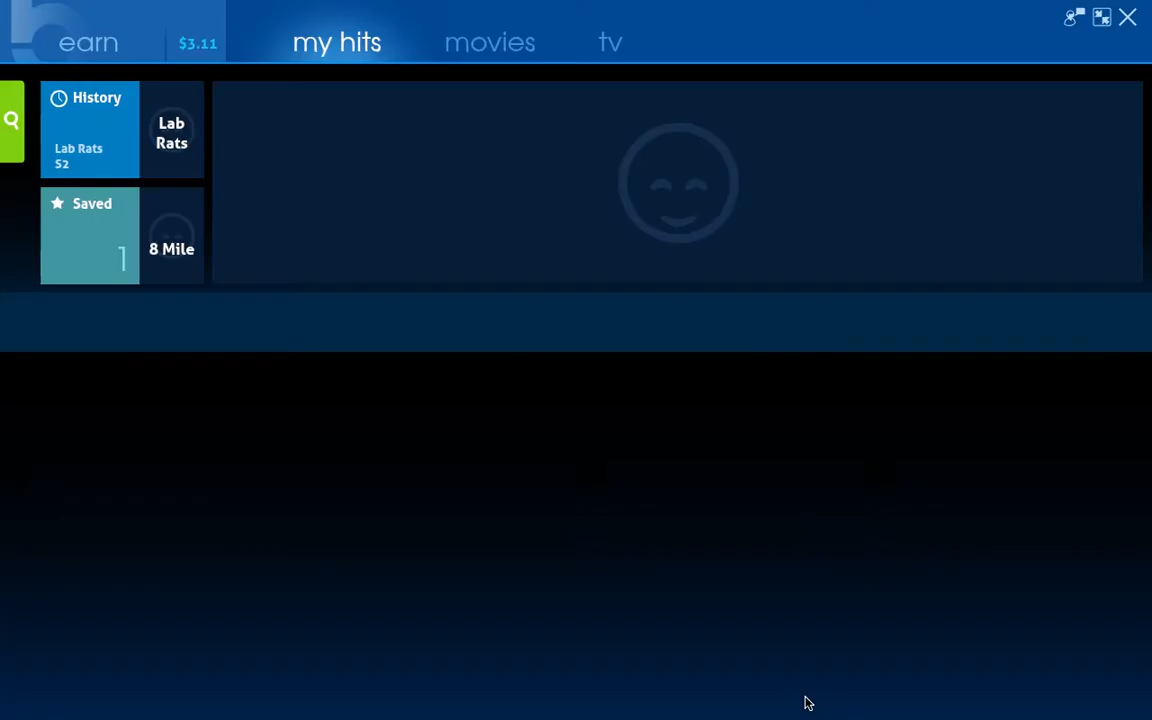 earn $3.11 my hits movies tv
History
Lab Rats
S2
Lab
Rats
Saved
1
8 Mile